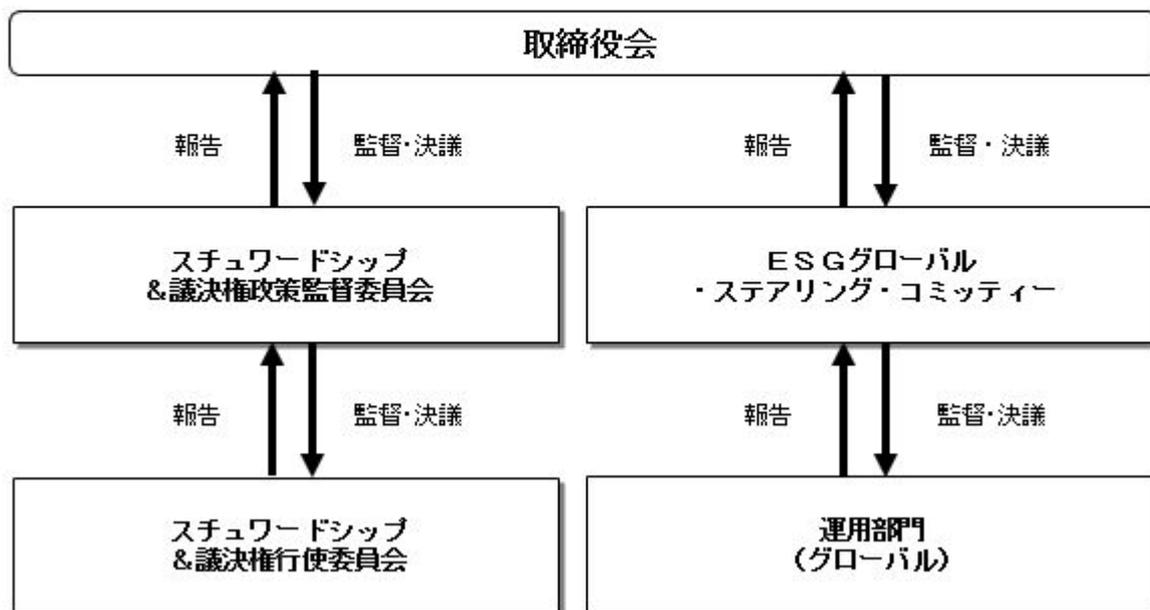 取締役会
報告
監督・決議
報告
監督・決議
スチュワードシップ
＆議決権政策監督委員会
ＥＳＧグローバル
・ステアリング・コミッティー
報告
監督・決議
報告
監督・決議
スチュワードシップ
＆議決権行使委員会
運用部門
（グローバル）